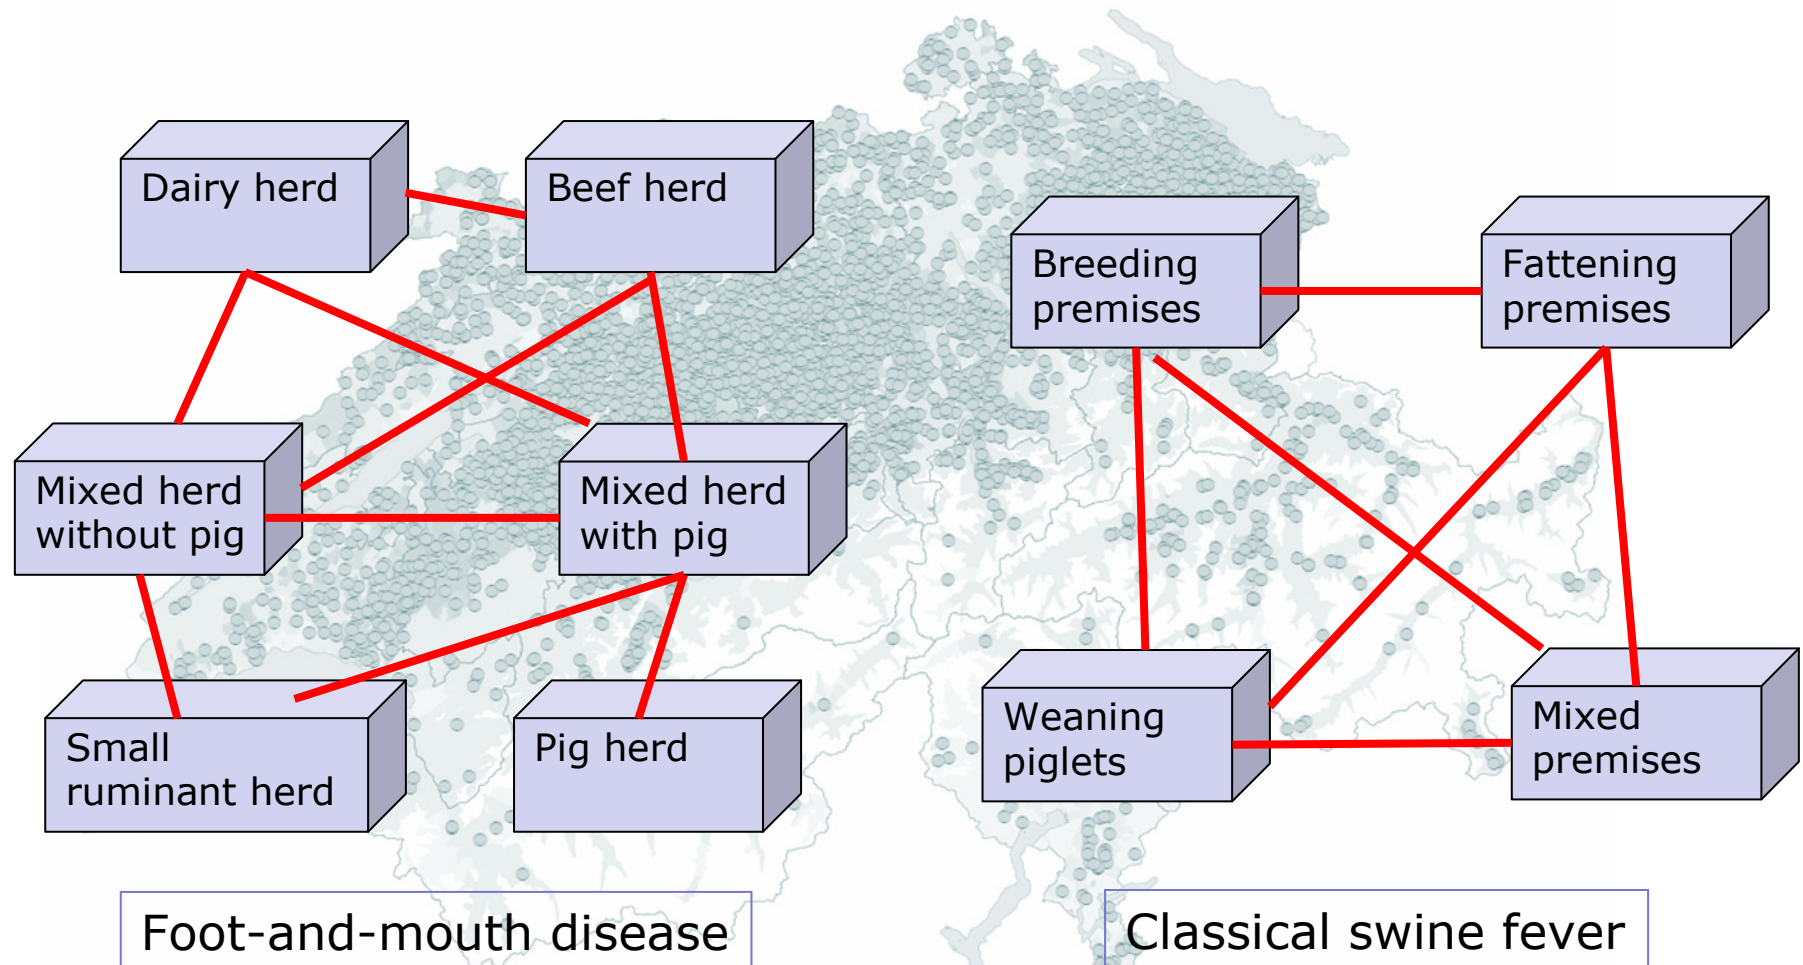 Dairy herd
Beef herd
Mixed herd
without pig
Mixed herd
with pig
Small
ruminant herd
Pig herd
Foot-and-mouth disease
Breeding
premises
Fattening
premises
Weaning
piglets
Mixed
premises
Classical swine fever